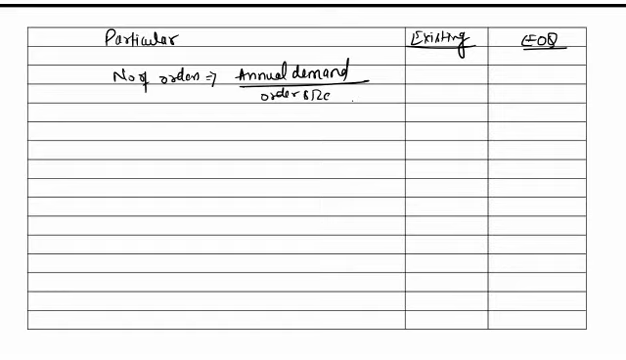 Particular Existing EOQ
No of orders ⇒ Annual demand
order size